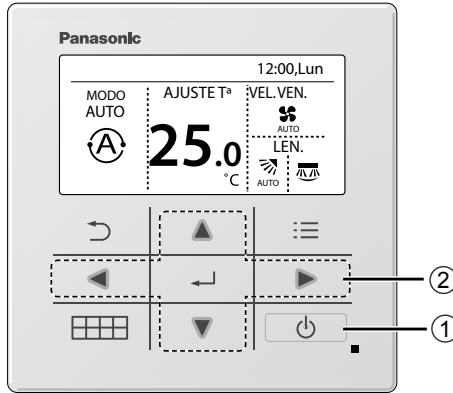 Panasonic
12:00,Lun
MODO
AUTO
AJUSTE Tª
VEL.VEN.
A
25.0
°C
AUTO
LEN.
AUTO
2
1